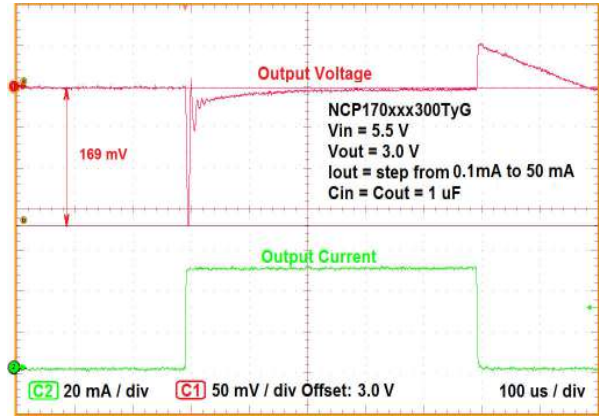 Output Voltage
NCP170xxx300TyG
Vin = 5.5 V
Vout = 3.0 V
169 mV
Iout = step from 0.1mA to 50 mA
Cin = Cout = 1 uF
Output Current
C2 20 mA / div C1 50 mV / div Offset: 3.0 V 100 us / div